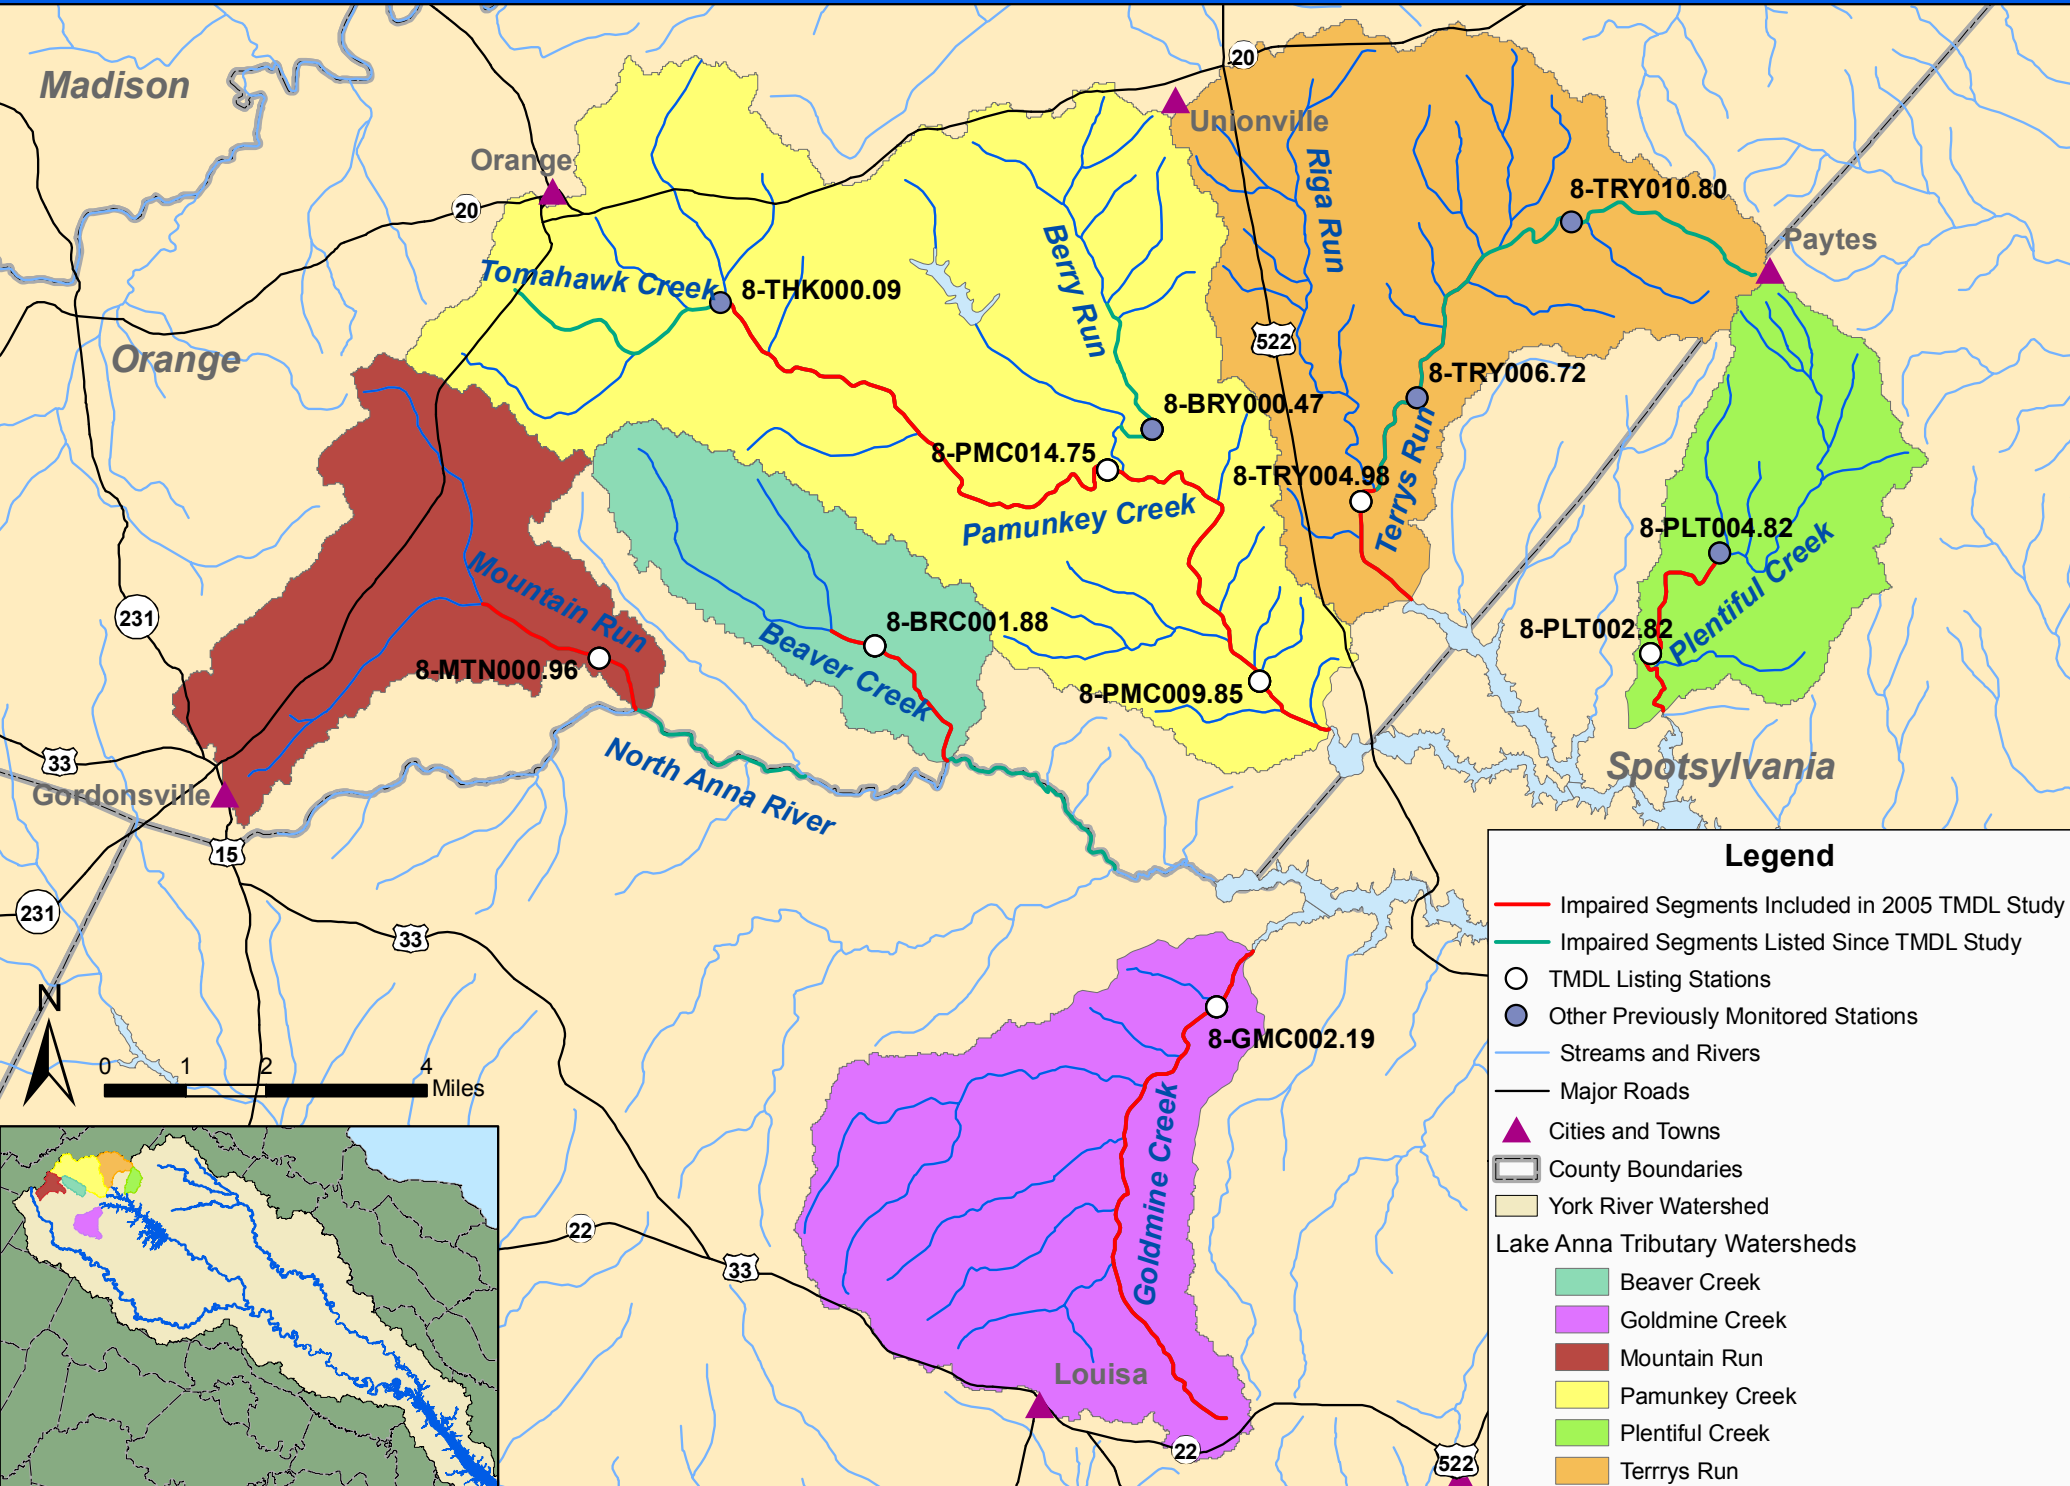 Madison
20
Unionville
Orange
Riga Run
8-TRY010.80
20
Paytes
Berry Run
Tomahawk Creek
8-THK000.09
522
Orange
8-TRY006.72
8-BRY000.47
8-PMC014.75
8-TRY004.98
Terrys Run
Pamunkey Creek
8-PLT004.82
Plentiful Creek
Mountain Run
231
8-BRC001.88
8-PLT002.82
Beaver Creek
8-MTN000.96
8-PMC009.85
33
North Anna River
Spotsylvania
Gordonsville
15
231
33
N
0 1 2 4
Miles
8-GMC002.19
Goldmine Creek
22
33
Louisa
22
522
Legend
Impaired Segments Included in 2005 TMDL Study
Impaired Segments Listed Since TMDL Study
TMDL Listing Stations
Other Previously Monitored Stations
Streams and Rivers
Major Roads
Cities and Towns
County Boundaries
York River Watershed
Lake Anna Tributary Watersheds
Beaver Creek
Goldmine Creek
Mountain Run
Pamunkey Creek
Plentiful Creek
Terrrys Run